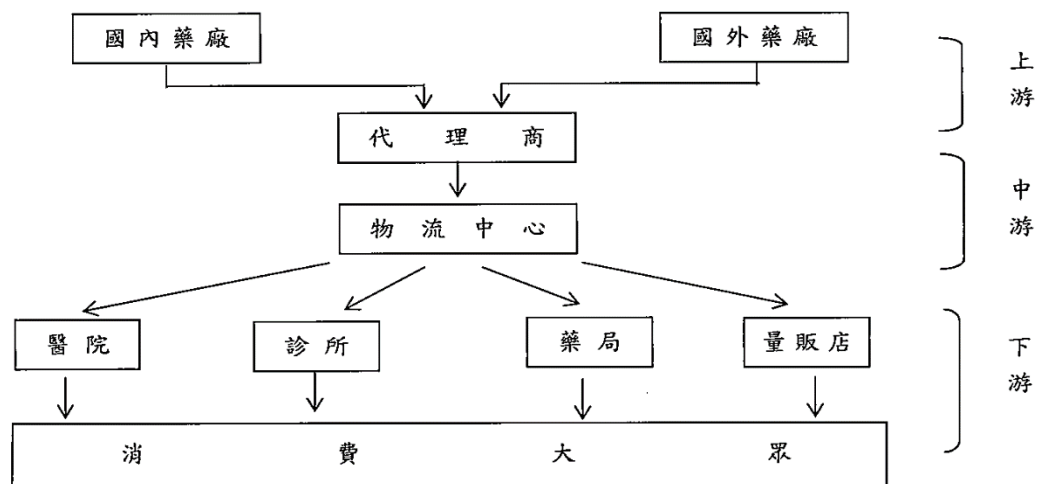 國內藥廠
國外藥廠
上游
代理商
中游
物流中心
醫院
診所
藥局
量販店
下游
消費大眾